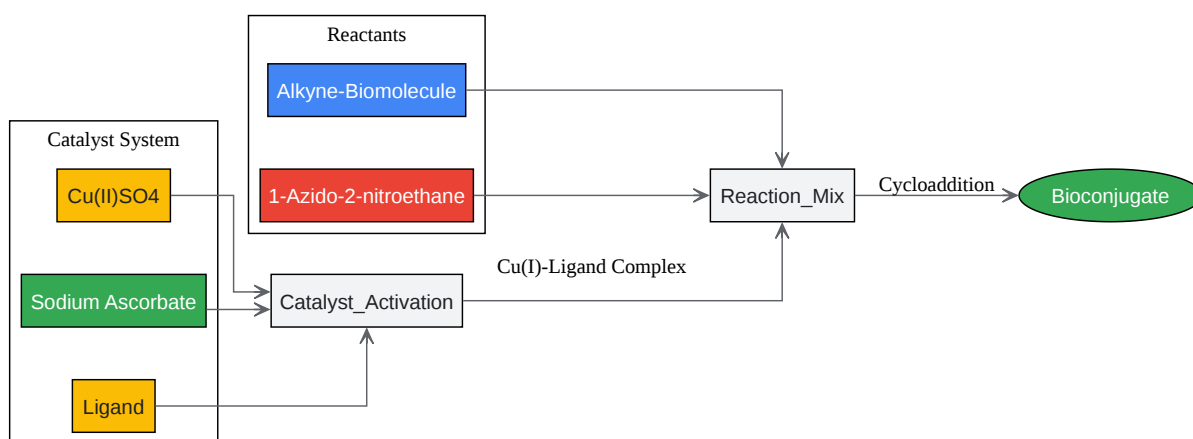 Reactants
Alkyne-Biomolecule
1-Azido-2-nitroethane
Catalyst System
Cu(II)SO4
Sodium Ascorbate
Ligand
Catalyst_Activation
Cu(I)-Ligand Complex
Reaction_Mix
Cycloaddition
Bioconjugate